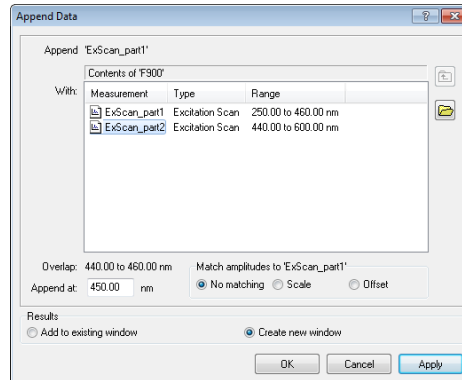 Append Data
Append 'ExScan_part1'
Contents of 'F900'
With: Measurement Type Range
ExScan_part1 Excitation Scan 250.00 to 460.00 nm
ExScan_part2 Excitation Scan 440.00 to 600.00 nm
Overlap: 440.00 to 460.00 nm
Append at: 450.00 nm
Match amplitudes to 'ExScan_part1'
No matching Scale Offset
Results
Add to existing window Create new window
OK Cancel Apply